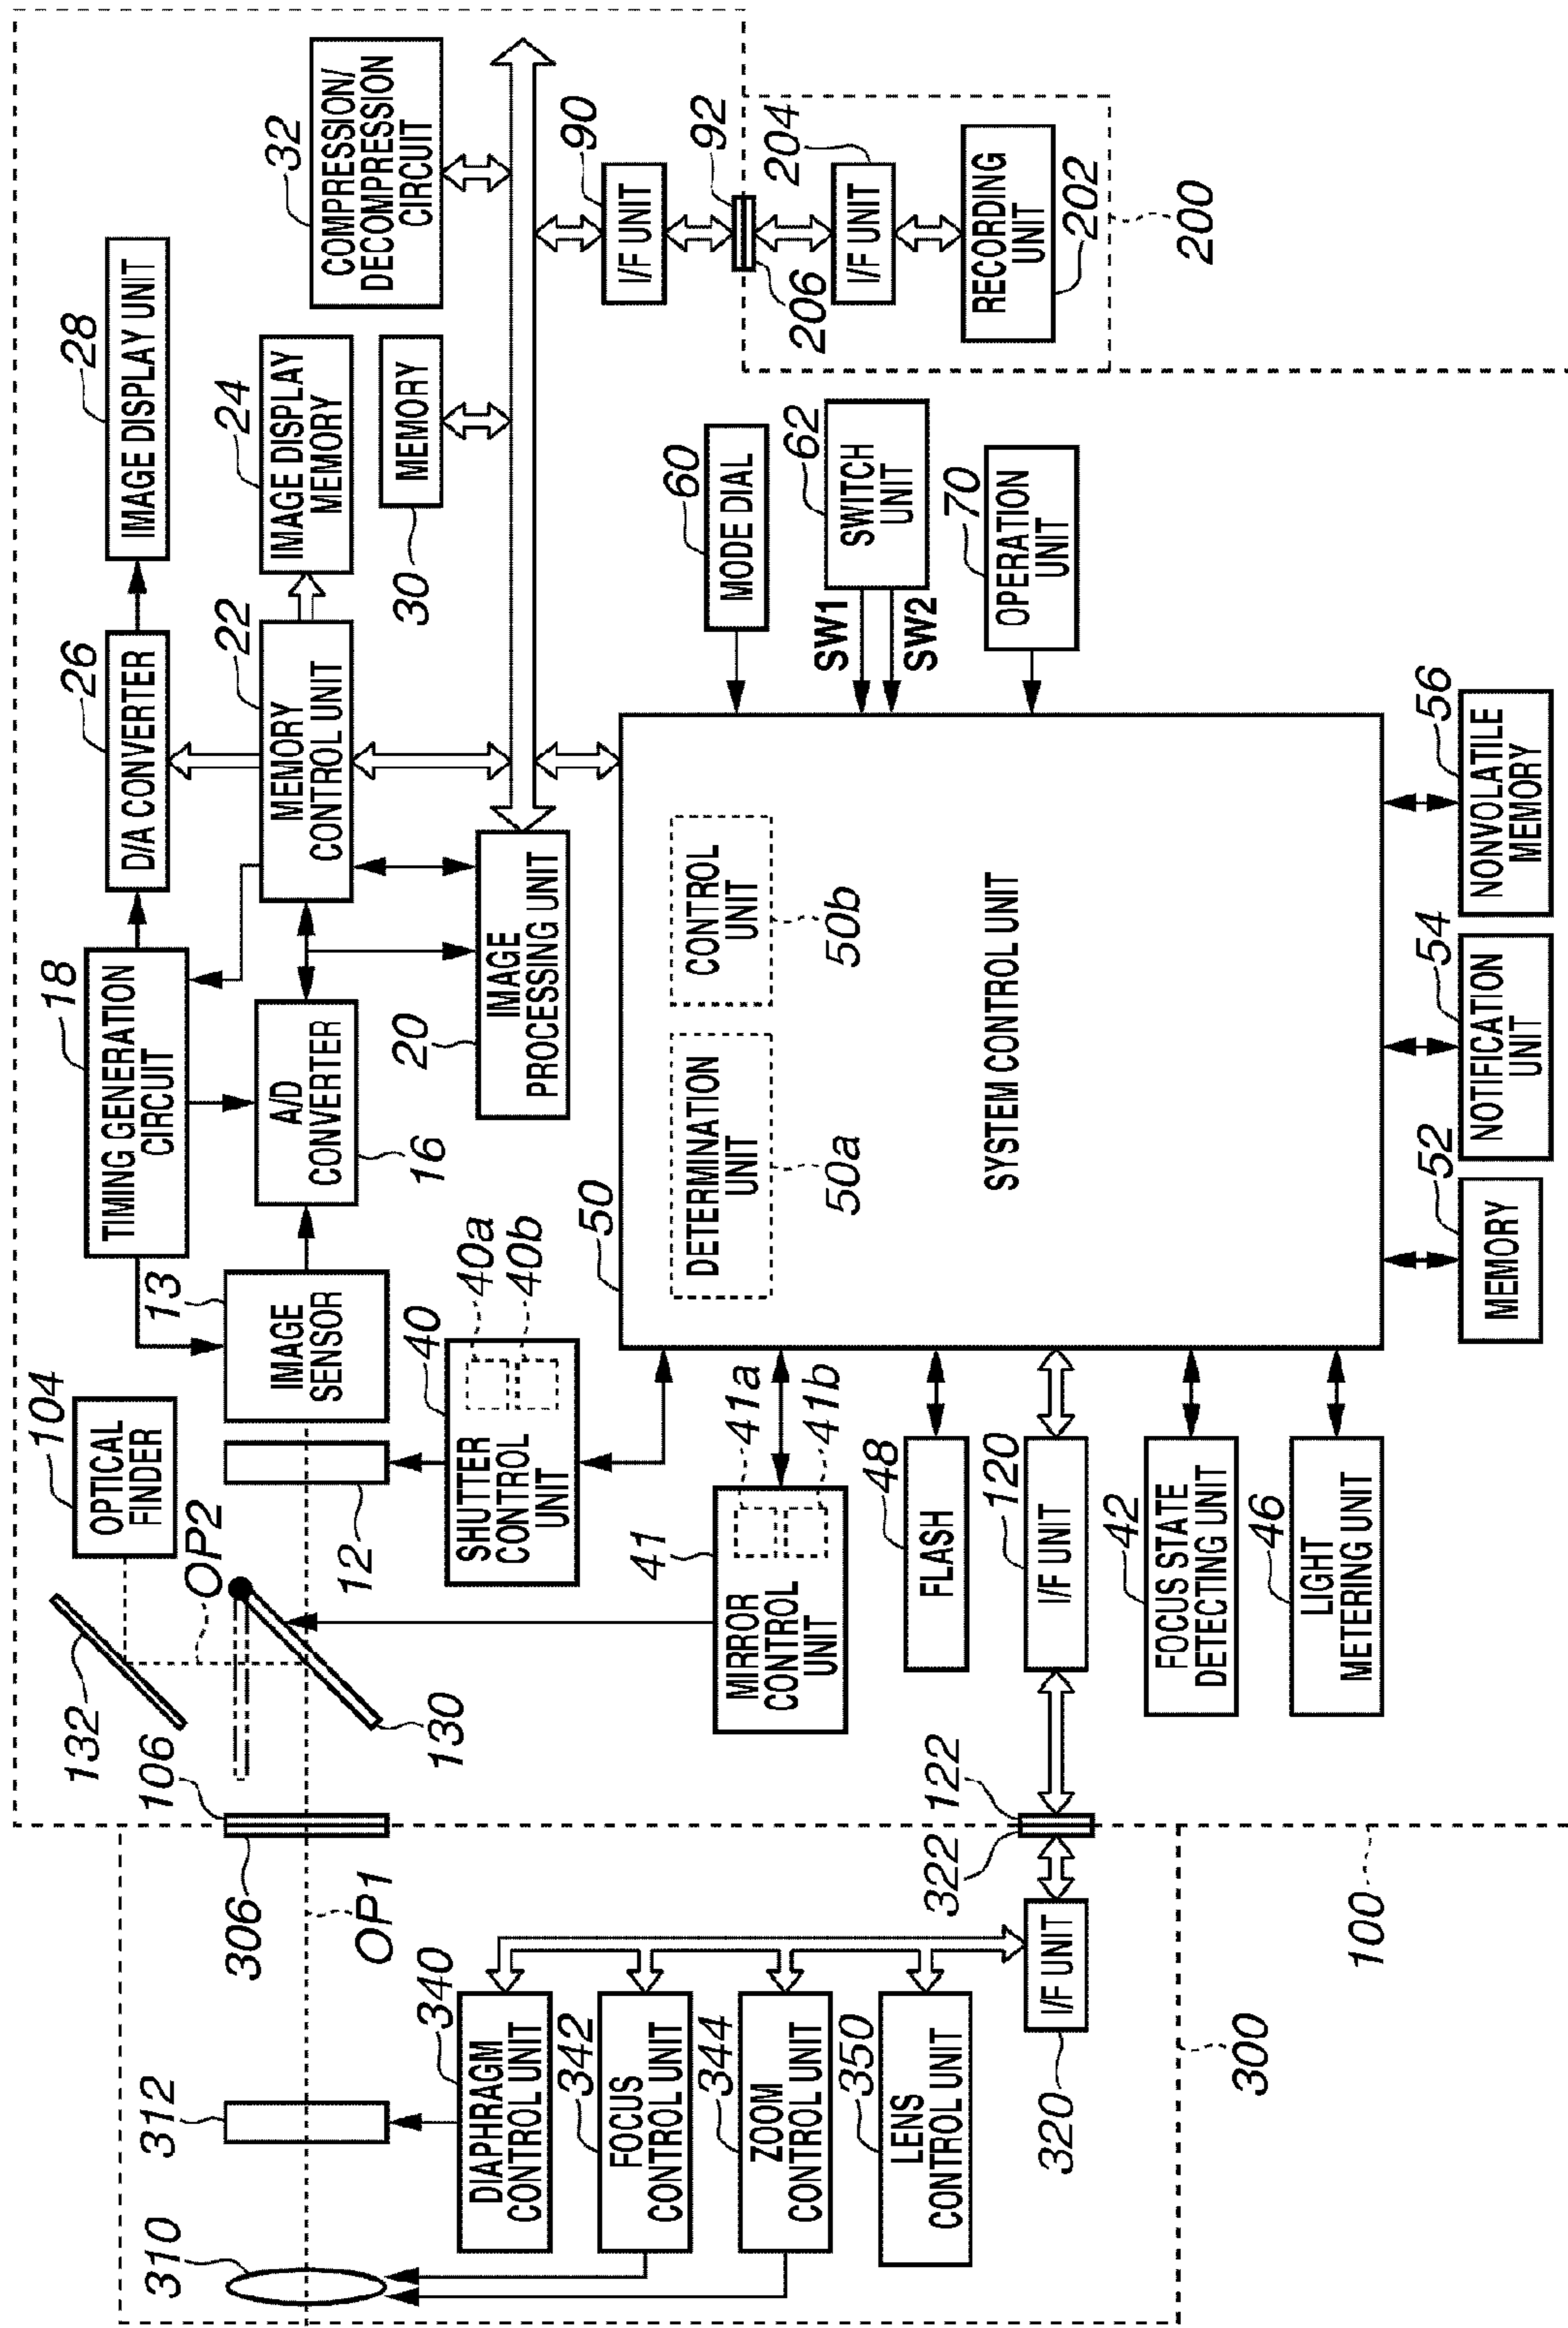 310
312
306
106
132
OP1
OP2
130
104
OPTICAL
FINDER
12
13
IMAGE
SENSOR
18
TIMING GENERATION
CIRCUIT
A/D
CONVERTER
16
26
D/A CONVERTER
28
IMAGE DISPLAY UNIT
22
MEMORY
CONTROL UNIT
24
IMAGE DISPLAY
MEMORY
30
MEMORY
32
COMPRESSION/
DECOMPRESSION
CIRCUIT
20
IMAGE
PROCESSING UNIT
340
DIAPHRAGM
CONTROL UNIT
342
FOCUS
CONTROL UNIT
344
ZOOM
CONTROL UNIT
350
LENS
CONTROL UNIT
I/F UNIT
320
300
322
122
100
40
40a
40b
SHUTTER
CONTROL
UNIT
41
41a
41b
MIRROR
CONTROL
UNIT
48
FLASH
120
I/F UNIT
42
FOCUS STATE
DETECTING UNIT
46
LIGHT
METERING UNIT
50
DETERMINATION
UNIT
50a
CONTROL
UNIT
50b
SYSTEM CONTROL UNIT
52
MEMORY
54
NOTIFICATION
UNIT
56
NONVOLATILE
MEMORY
60
MODE DIAL
62
SWITCH
UNIT
SW1
SW2
70
OPERATION
UNIT
90
I/F UNIT
92
206
204
I/F UNIT
RECORDING
UNIT
202
200